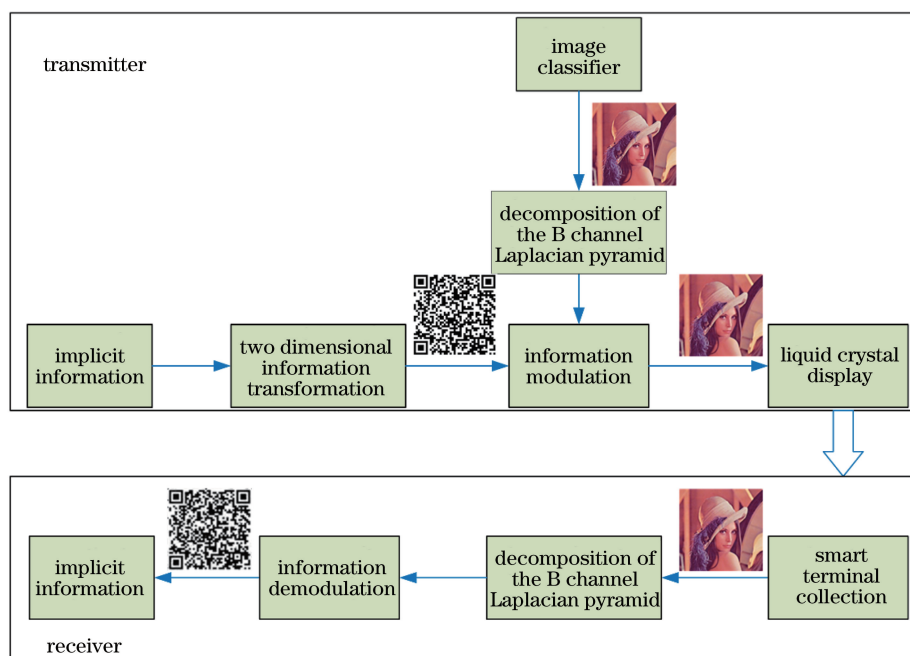 transmitter
image
classifier
decomposition of
the B channel
Laplacian pyramid
implicit
information
two dimensional
information
transformation
information
modulation
liquid crystal
display
implicit
information
information
demodulation
decomposition of
the B channel
Laplacian pyramid
smart
terminal
collection
receiver